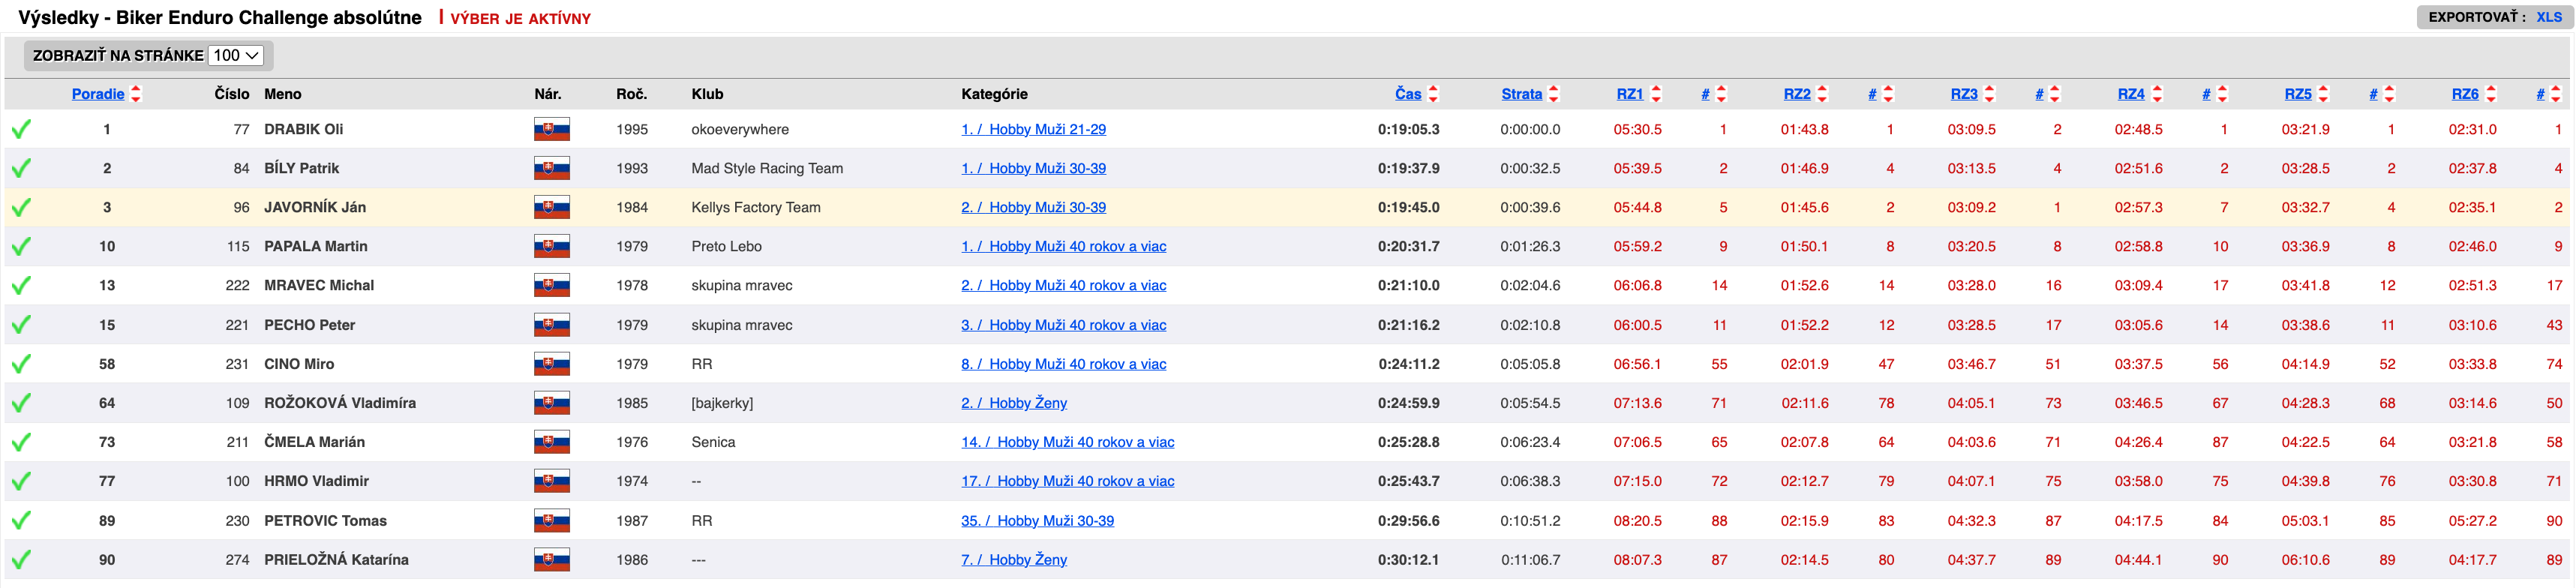 Výsledky - Biker Enduro Challenge absolútne | VÝBER JE AKTÍVNY EXPORTOVAŤ : XLS
ZOBRAZIŤ NA STRÁNKE 100
Poradie Číslo Meno Nár. Roč. Klub Kategórie Čas Strata RZ1 # RZ2 # RZ3 # RZ4 # RZ5 # RZ6 #
1 77 DRABIK Oli 1995 okoeverywhere 1. / Hobby Muži 21-29 0:19:05.3 0:00:00.0 05:30.5 1 01:43.8 1 03:09.5 2 02:48.5 1 03:21.9 1 02:31.0 1
2 84 BÍLY Patrik 1993 Mad Style Racing Team 1. / Hobby Muži 30-39 0:19:37.9 0:00:32.5 05:39.5 2 01:46.9 4 03:13.5 4 02:51.6 2 03:28.5 2 02:37.8 4
3 96 JAVORNÍK Ján 1984 Kellys Factory Team 2. / Hobby Muži 30-39 0:19:45.0 0:00:39.6 05:44.8 5 01:45.6 2 03:09.2 1 02:57.3 7 03:32.7 4 02:35.1 2
10 115 PAPALA Martin 1979 Preto Lebo 1. / Hobby Muži 40 rokov a viac 0:20:31.7 0:01:26.3 05:59.2 9 01:50.1 8 03:20.5 8 02:58.8 10 03:36.9 8 02:46.0 9
13 222 MRAVEC Michal 1978 skupina mravec 2. / Hobby Muži 40 rokov a viac 0:21:10.0 0:02:04.6 06:06.8 14 01:52.6 14 03:28.0 16 03:09.4 17 03:41.8 12 02:51.3 17
15 221 PECHO Peter 1979 skupina mravec 3. / Hobby Muži 40 rokov a viac 0:21:16.2 0:02:10.8 06:00.5 11 01:52.2 12 03:28.5 17 03:05.6 14 03:38.6 11 03:10.6 43
58 231 CINO Miro 1979 RR 8. / Hobby Muži 40 rokov a viac 0:24:11.2 0:05:05.8 06:56.1 55 02:01.9 47 03:46.7 51 03:37.5 56 04:14.9 52 03:33.8 74
64 109 ROŽOKOVÁ Vladimíra 1985 [bajkerky] 2. / Hobby Ženy 0:24:59.9 0:05:54.5 07:13.6 71 02:11.6 78 04:05.1 73 03:46.5 67 04:28.3 68 03:14.6 50
73 211 ČMELA Marián 1976 Senica 14. / Hobby Muži 40 rokov a viac 0:25:28.8 0:06:23.4 07:06.5 65 02:07.8 64 04:03.6 71 04:26.4 87 04:22.5 64 03:21.8 58
77 100 HRMO Vladimir 1974 -- 17. / Hobby Muži 40 rokov a viac 0:25:43.7 0:06:38.3 07:15.0 72 02:12.7 79 04:07.1 75 03:58.0 75 04:39.8 76 03:30.8 71
89 230 PETROVIC Tomas 1987 RR 35. / Hobby Muži 30-39 0:29:56.6 0:10:51.2 08:20.5 88 02:15.9 83 04:32.3 87 04:17.5 84 05:03.1 85 05:27.2 90
90 274 PRIELOŽNÁ Katarína 1986 --- 7. / Hobby Ženy 0:30:12.1 0:11:06.7 08:07.3 87 02:14.5 80 04:37.7 89 04:44.1 90 06:10.6 89 04:17.7 89